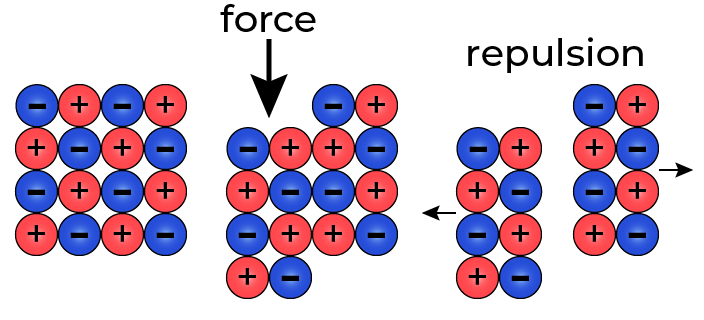 force
repulsion
− + − +
+ − + −
− + − +
+ − + −
− +
− + + −
+ − − +
− + + −
+ −
− +
+ −
− +
+ −
− +
+ −
− +
+ −